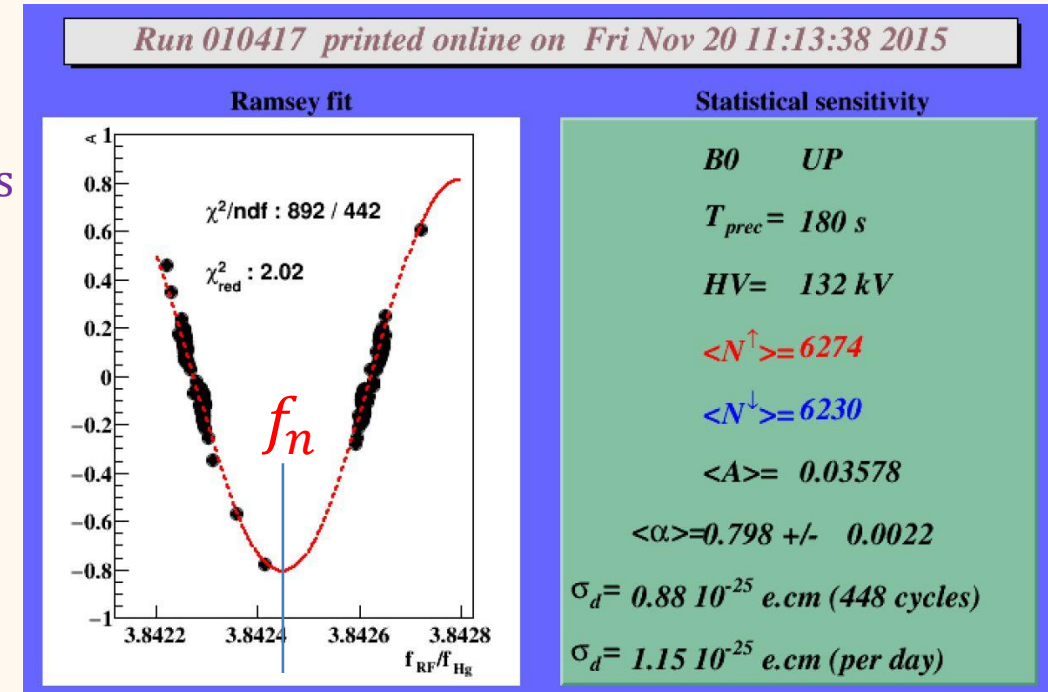 Run 010417 printed online on Fri Nov 20 11:13:38 2015
s
Ramsey fit
A
1
0.8
0.6
0.4
0.2
0
−0.2
−0.4
−0.6
−0.8
−1
χ²/ndf : 892 / 442
χ²red : 2.02
fn
3.8422 3.8424 3.8426 3.8428
f RF/f Hg
Statistical sensitivity
B0 UP
Tprec= 180 s
HV= 132 kV
<N↑>= 6274
<N↓>= 6230
<A>= 0.03578
<α>=0.798 +/- 0.0022
σd= 0.88 10⁻²⁵ e.cm (448 cycles)
σd= 1.15 10⁻²⁵ e.cm (per day)